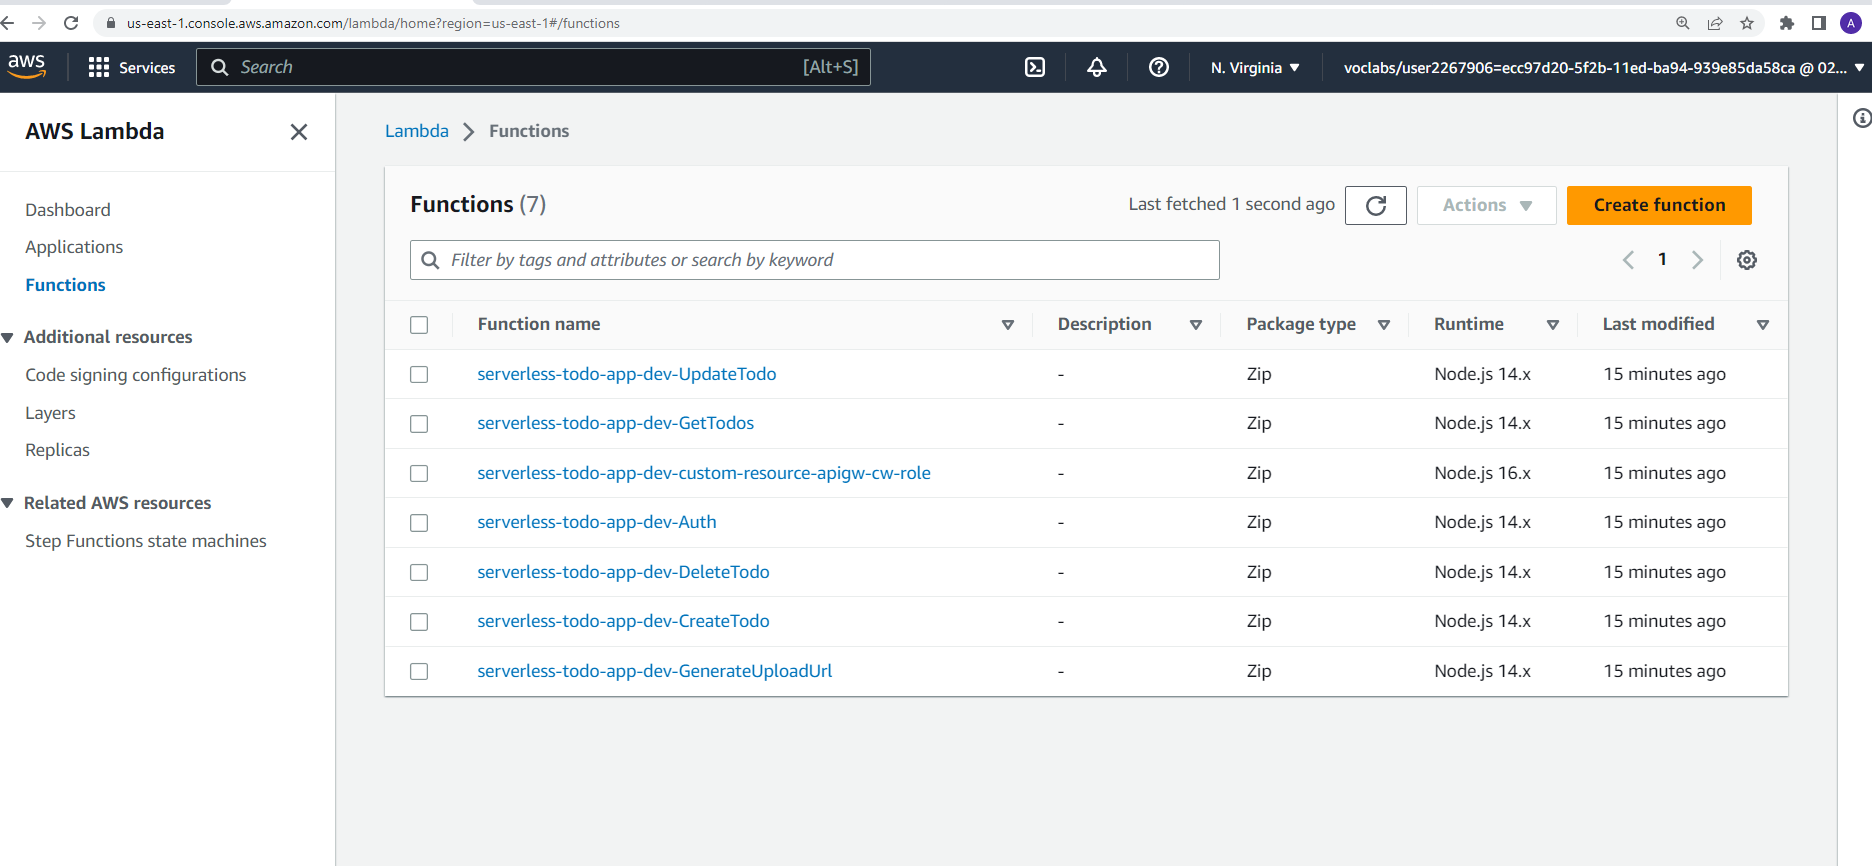 us-east-1.console.aws.amazon.com/lambda/home?region=us-east-1#/functions
A
aws
Services
Search
[Alt+S]
N. Virginia
voclabs/user2267906=ecc97d20-5f2b-11ed-ba94-939e85da58ca @ 02...
AWS Lambda
Dashboard
Applications
Functions
Additional resources
Code signing configurations
Layers
Replicas
Related AWS resources
Step Functions state machines
Lambda > Functions
Functions (7)
Last fetched 1 second ago
Actions
Create function
Filter by tags and attributes or search by keyword
1
Function name Description Package type Runtime Last modified
serverless-todo-app-dev-UpdateTodo - Zip Node.js 14.x 15 minutes ago
serverless-todo-app-dev-GetTodos - Zip Node.js 14.x 15 minutes ago
serverless-todo-app-dev-custom-resource-apigw-cw-role - Zip Node.js 16.x 15 minutes ago
serverless-todo-app-dev-Auth - Zip Node.js 14.x 15 minutes ago
serverless-todo-app-dev-DeleteTodo - Zip Node.js 14.x 15 minutes ago
serverless-todo-app-dev-CreateTodo - Zip Node.js 14.x 15 minutes ago
serverless-todo-app-dev-GenerateUploadUrl - Zip Node.js 14.x 15 minutes ago